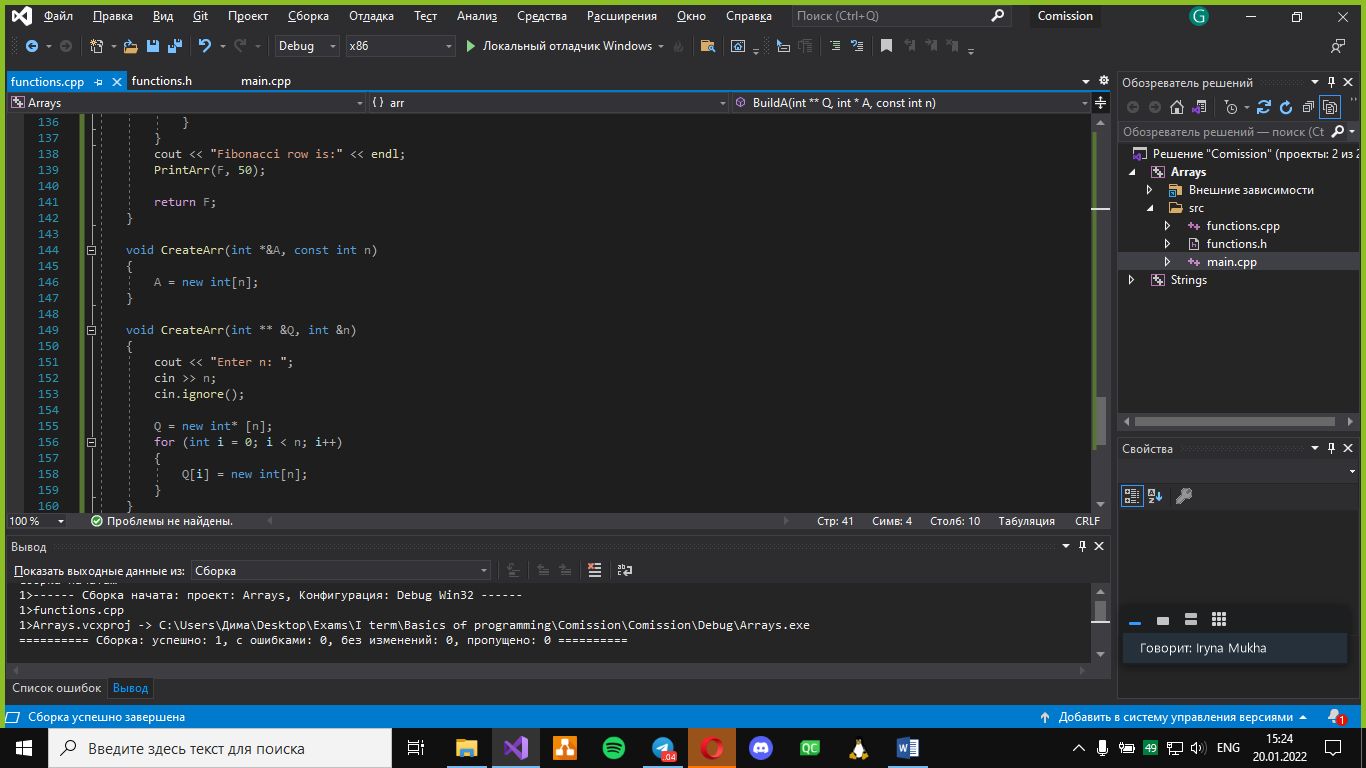 Файл Правка Вид Git Проект Сборка Отладка Тест Анализ Средства Расширения Окно Справка Поиск (Ctrl+Q) Comission G
Debug x86 Локальный отладчик Windows
functions.cpp functions.h main.cpp
Arrays {} arr BuildA(int ** Q, int * A, const int n)
136 }
137 }
138 cout << "Fibonacci row is:" << endl;
139 PrintArr(F, 50);
140
141 return F;
142 }
143
144 void CreateArr(int *&A, const int n)
145 {
146 A = new int[n];
147 }
148
149 void CreateArr(int ** &Q, int &n)
150 {
151 cout << "Enter n: ";
152 cin >> n;
153 cin.ignore();
154
155 Q = new int* [n];
156 for (int i = 0; i < n; i++)
157 {
158 Q[i] = new int[n];
159 }
160 }
100 % Проблемы не найдены. Стр: 41 Симв: 4 Столб: 10 Табуляция CRLF
Вывод
Показать выходные данные из: Сборка
1>------ Сборка начата: проект: Arrays, Конфигурация: Debug Win32 ------
1>functions.cpp
1>Arrays.vcxproj -> C:\Users\Дима\Desktop\Exams\I term\Basics of programming\Comission\Comission\Debug\Arrays.exe
========== Сборка: успешно: 1, с ошибками: 0, без изменений: 0, пропущено: 0 ==========
Список ошибок Вывод
Обозреватель решений
Обозреватель решений — поиск (Ct
Решение "Comission" (проекты: 2 из 2
Arrays
Внешние зависимости
src
functions.cpp
functions.h
main.cpp
Strings
Свойства
Говорит: Iryna Mukha
Сборка успешно завершена Добавить в систему управления версиями 1
Введите здесь текст для поиска .04 QC 49 ENG 15:24
20.01.2022